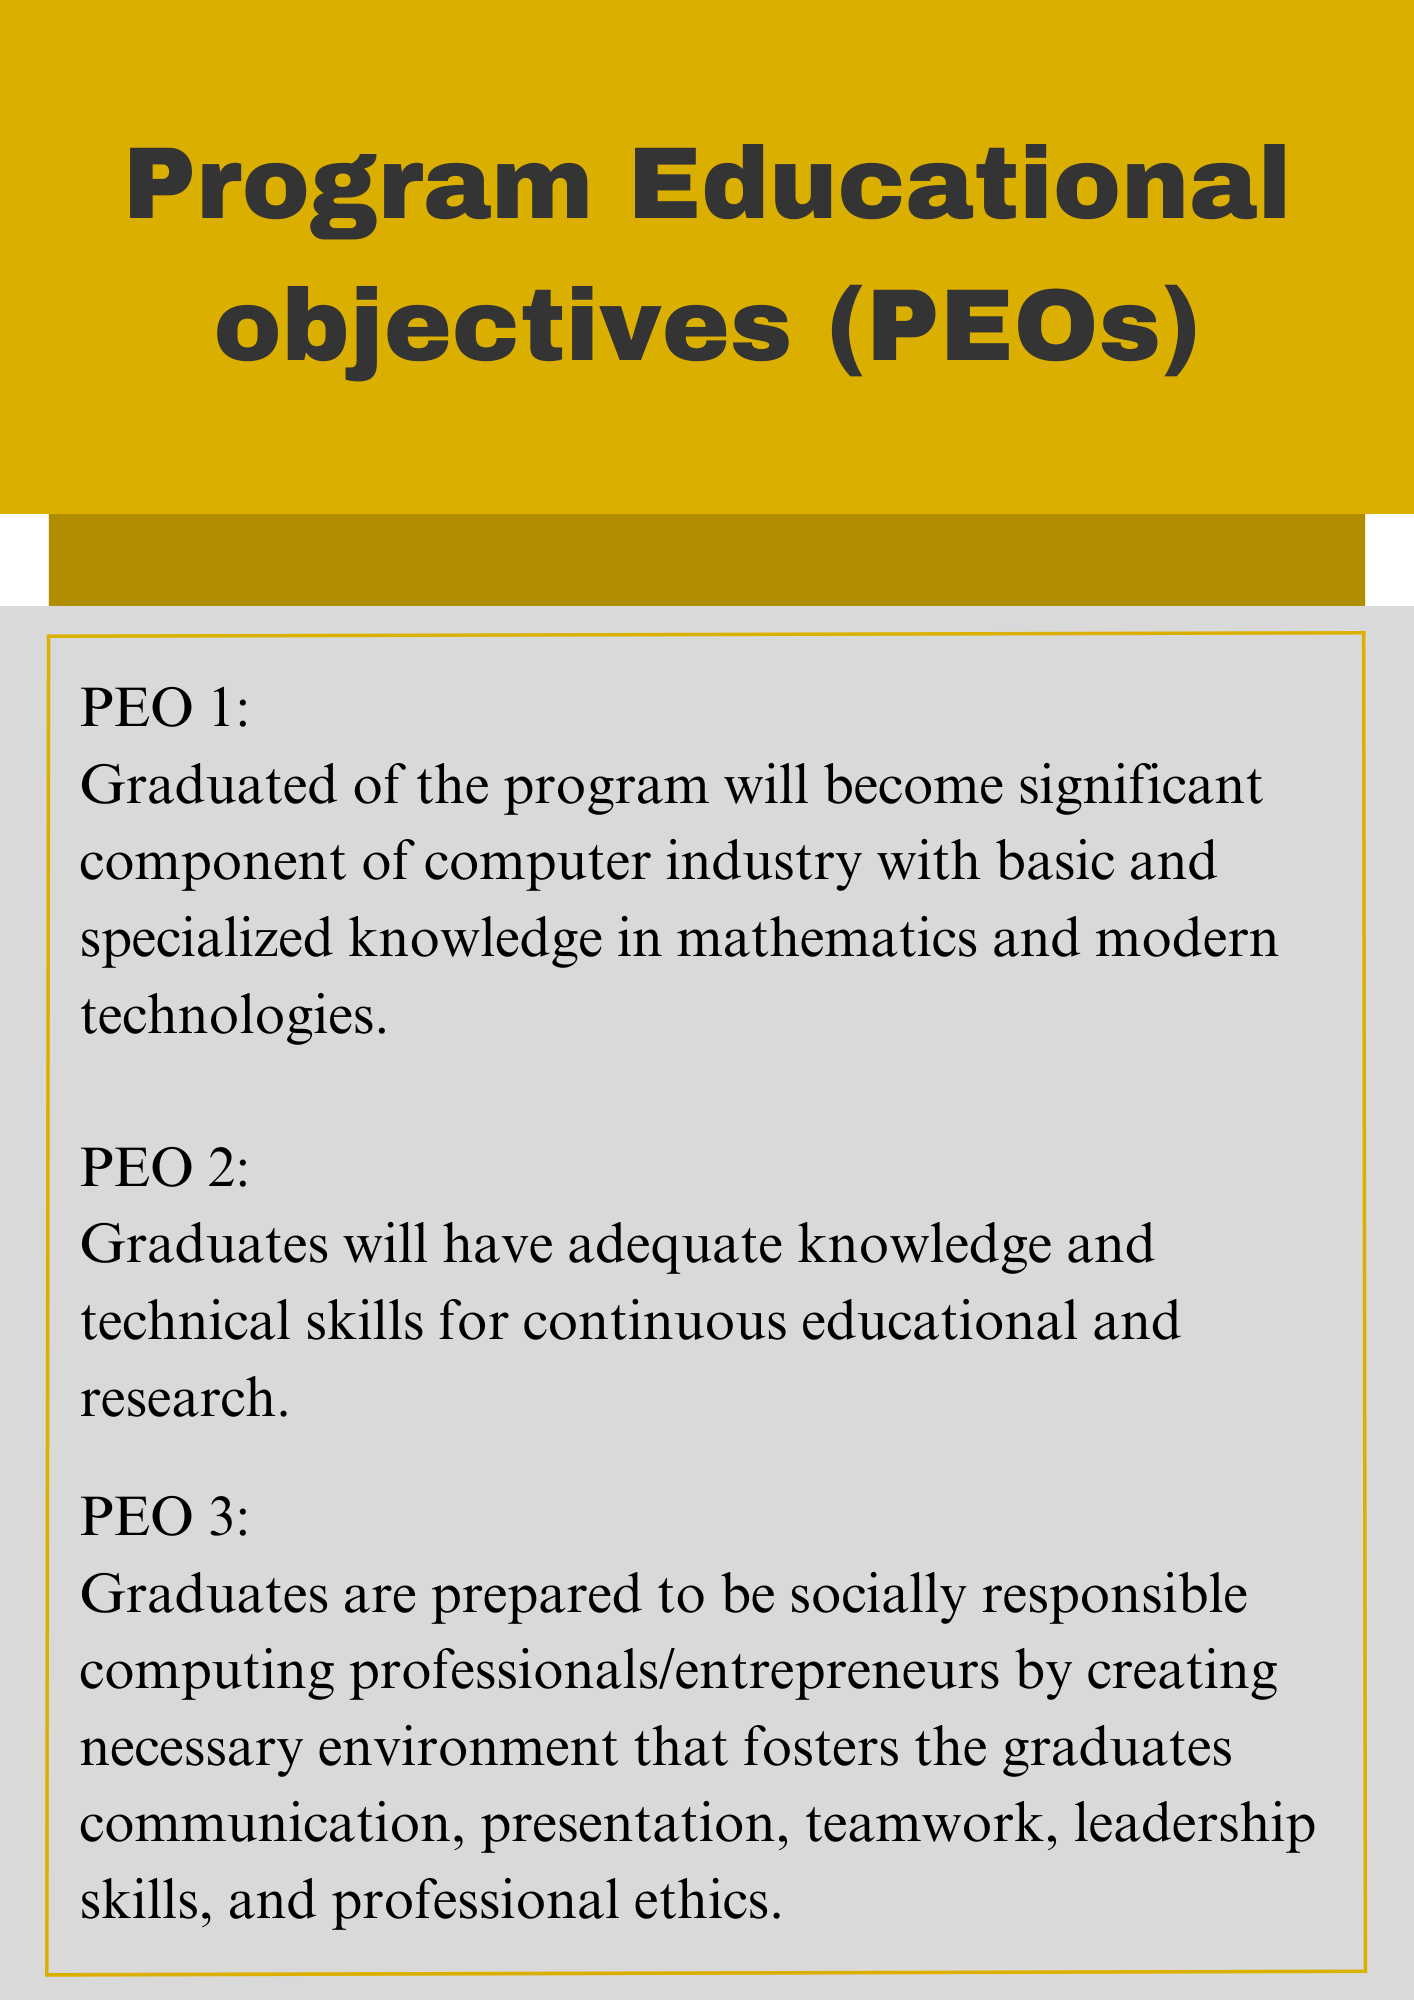 Program Educational
objectives (PEOs)
PEO 1:
Graduated of the program will become significant
component of computer industry with basic and
specialized knowledge in mathematics and modern
technologies.
PEO 2:
Graduates will have adequate knowledge and
technical skills for continuous educational and
research.
PEO 3:
Graduates are prepared to be socially responsible
computing professionals/entrepreneurs by creating
necessary environment that fosters the graduates
communication, presentation, teamwork, leadership
skills, and professional ethics.